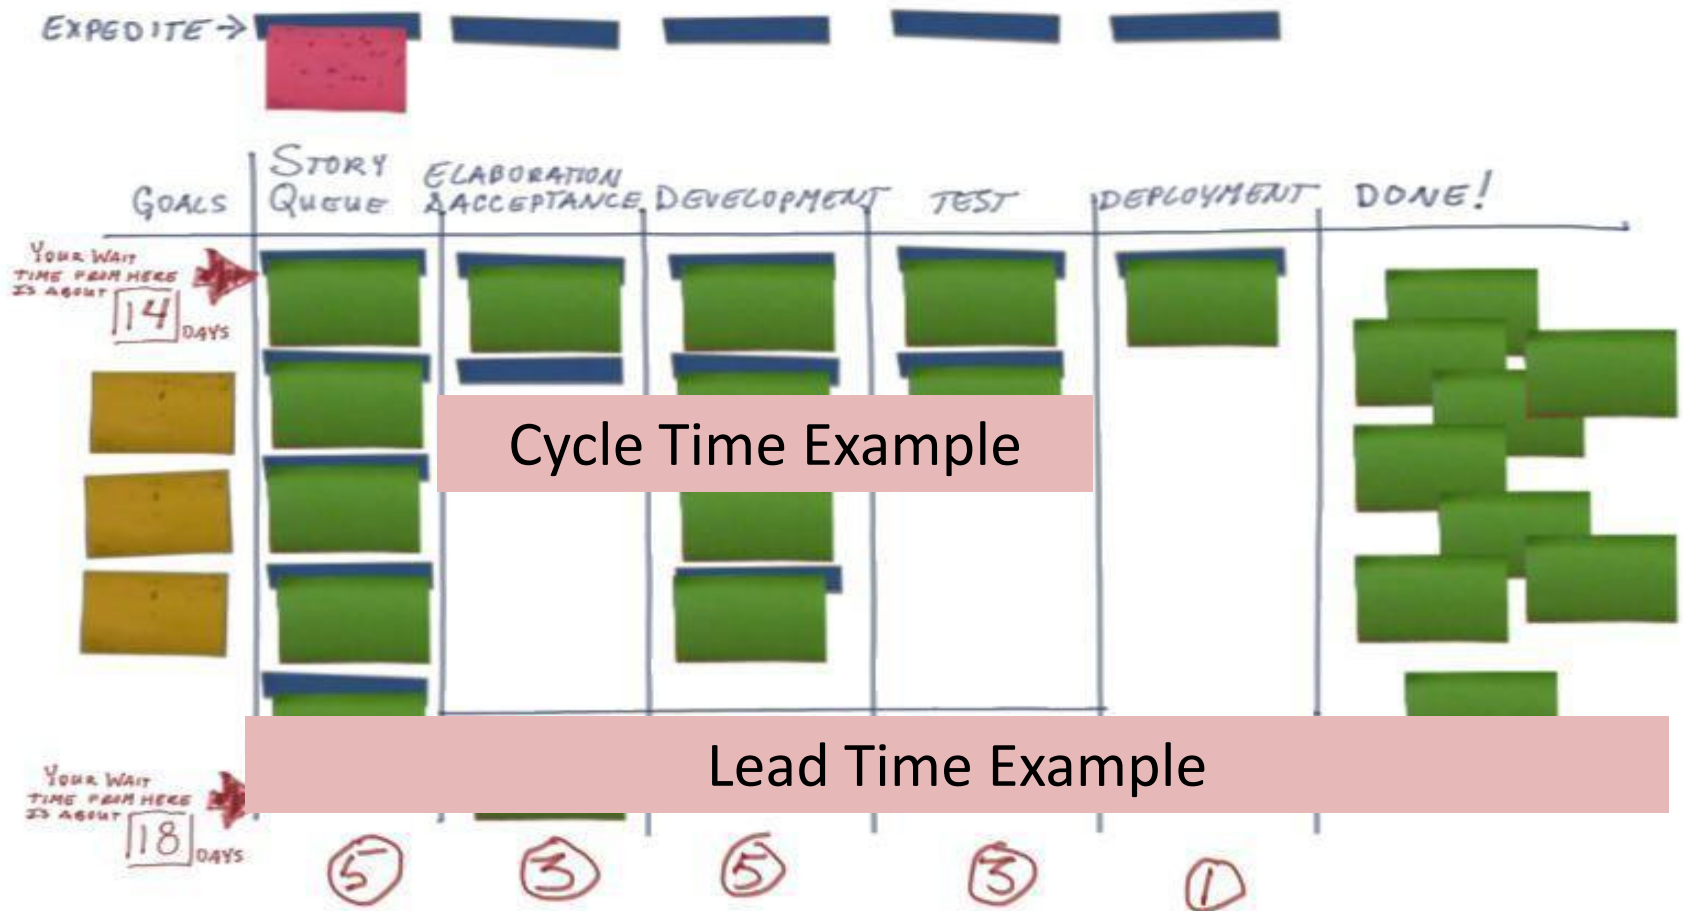 EXPEDITE →
STORY
QUEUE
ELABORATION
& ACCEPTANCE
GOALS
DEVELOPMENT
TEST
DEPLOYMENT
DONE!
YOUR WAIT
TIME FROM HERE
IS ABOUT
14 DAYS
Cycle Time Example
Lead Time Example
YOUR WAIT
TIME FROM HERE
IS ABOUT
18 DAYS
5
3
5
3
1